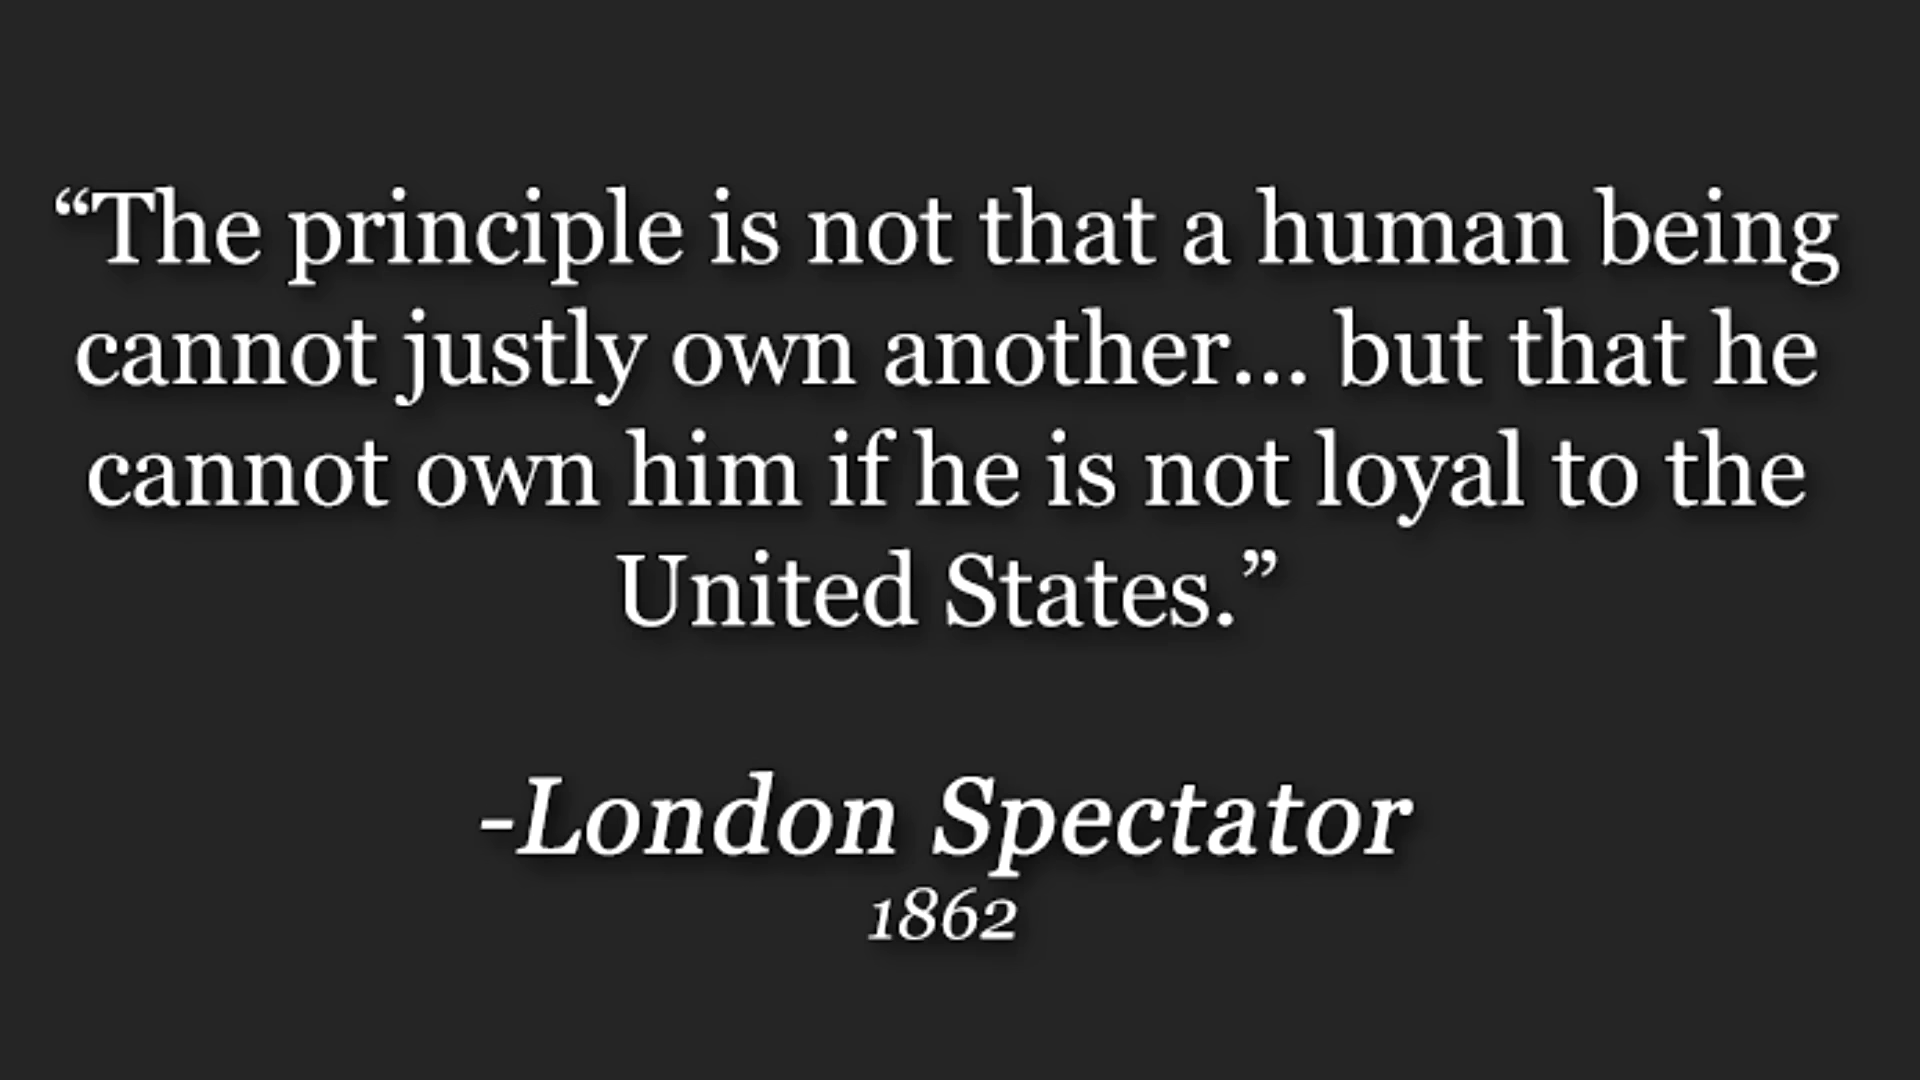 “The principle is not that a human being
cannot justly own another... but that he
cannot own him if he is not loyal to the
United States.”
-London Spectator
1862